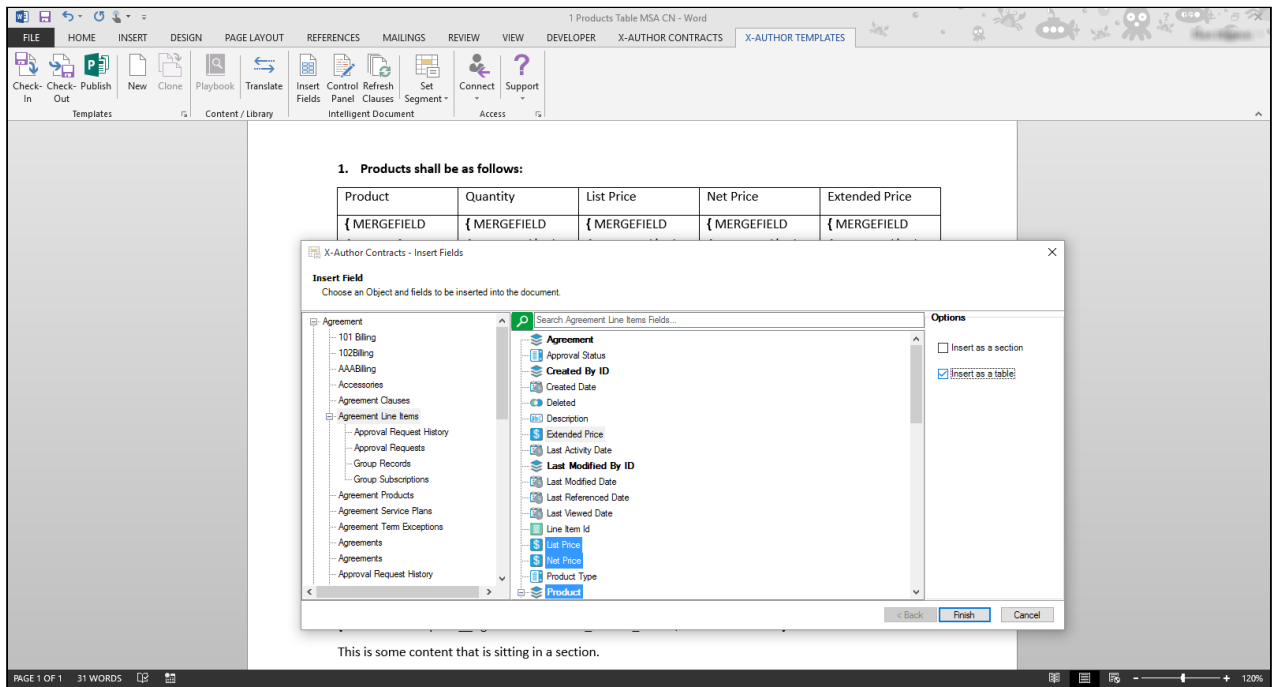 1 Products Table MSA CN - Word
FILE HOME INSERT DESIGN PAGE LAYOUT REFERENCES MAILINGS REVIEW VIEW DEVELOPER X-AUTHOR CONTRACTS X-AUTHOR TEMPLATES
Check- Check- Publish New Clone Playbook Translate Insert Control Refresh Set Connect Support
In Out Fields Panel Clauses Segment
Templates Content / Library Intelligent Document Access
1. Products shall be as follows:
Product Quantity List Price Net Price Extended Price
{ MERGEFIELD { MERGEFIELD { MERGEFIELD { MERGEFIELD { MERGEFIELD
X-Author Contracts - Insert Fields
Insert Field
Choose an Object and fields to be inserted into the document.
Agreement
101 Billing
102Billing
AAABilling
Accessories
Agreement Clauses
Agreement Line Items
Approval Request History
Approval Requests
Group Records
Group Subscriptions
Agreement Products
Agreement Service Plans
Agreement Term Exceptions
Agreements
Agreements
Approval Request History
Search Agreement Line Items Fields...
Agreement
Approval Status
Created By ID
Created Date
Deleted
Description
Extended Price
Last Activity Date
Last Modified By ID
Last Modified Date
Last Referenced Date
Last Viewed Date
Line Item Id
List Price
Net Price
Product Type
Product
Options
Insert as a section
Insert as a table
< Back Finish Cancel
This is some content that is sitting in a section.
PAGE 1 OF 1 31 WORDS 120%